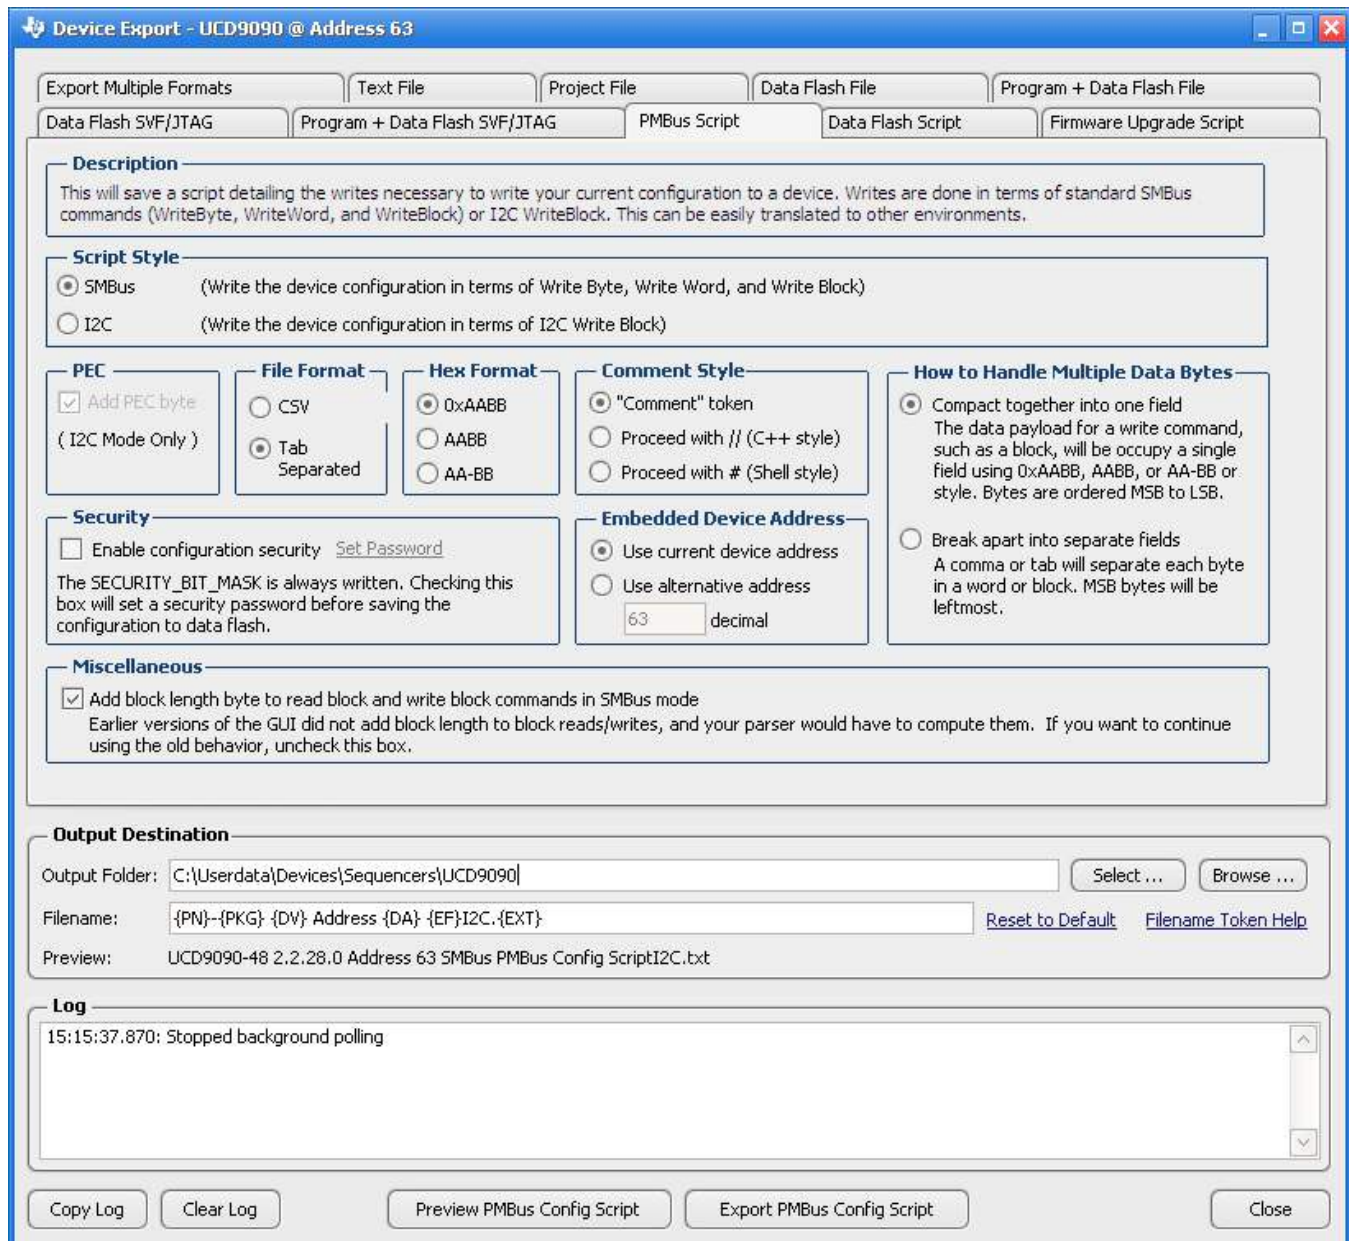 Device Export - UCD9090 @ Address 63
Export Multiple Formats
Text File
Project File
Data Flash File
Program + Data Flash File
Data Flash SVF/JTAG
Program + Data Flash SVF/JTAG
PMBus Script
Data Flash Script
Firmware Upgrade Script
Description
This will save a script detailing the writes necessary to write your current configuration to a device. Writes are done in terms of standard SMBus
commands (WriteByte, WriteWord, and WriteBlock) or I2C WriteBlock. This can be easily translated to other environments.
Script Style
SMBus (Write the device configuration in terms of Write Byte, Write Word, and Write Block)
I2C (Write the device configuration in terms of I2C Write Block)
PEC
Add PEC byte
( I2C Mode Only )
File Format
CSV
Tab
Separated
Hex Format
0xAABB
AABB
AA-BB
Comment Style
"Comment" token
Proceed with // (C++ style)
Proceed with # (Shell style)
How to Handle Multiple Data Bytes
Compact together into one field
The data payload for a write command,
such as a block, will be occupy a single
field using 0xAABB, AABB, or AA-BB or
style. Bytes are ordered MSB to LSB.
Break apart into separate fields
A comma or tab will separate each byte
in a word or block. MSB bytes will be
leftmost.
Security
Enable configuration security Set Password
The SECURITY_BIT_MASK is always written. Checking this
box will set a security password before saving the
configuration to data flash.
Embedded Device Address
Use current device address
Use alternative address
63 decimal
Miscellaneous
Add block length byte to read block and write block commands in SMBus mode
Earlier versions of the GUI did not add block length to block reads/writes, and your parser would have to compute them. If you want to continue
using the old behavior, uncheck this box.
Output Destination
Output Folder: C:\Userdata\Devices\Sequencers\UCD9090 Select ... Browse ...
Filename: {PN}-{PKG} {DV} Address {DA} {EF}I2C.{EXT} Reset to Default Filename Token Help
Preview: UCD9090-48 2.2.28.0 Address 63 SMBus PMBus Config ScriptI2C.txt
Log
15:15:37.870: Stopped background polling
Copy Log Clear Log Preview PMBus Config Script Export PMBus Config Script Close